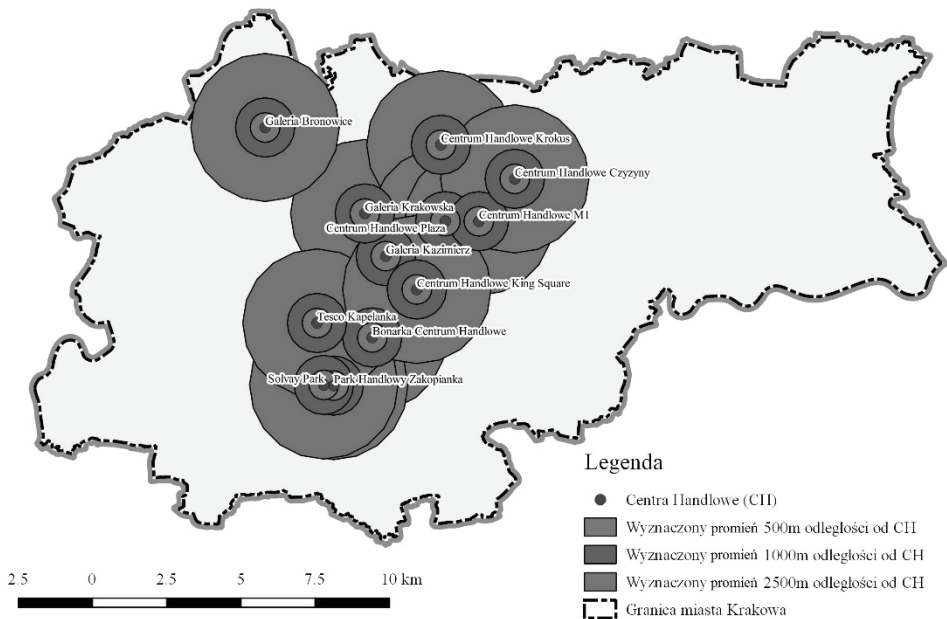 Galeria Bronowice
Centrum Handlowe Krokus
Centrum Handlowe Czyzyny
Galeria Krakowska
Centrum Handlowe M1
Centrum Handlowe Plaza
Galeria Kazimierz
Centrum Handlowe King Square
Tesco Kapelanka
Bonarka Centrum Handlowe
Solvay Park
Park Handlowy Zakopianka
Legenda
Centra Handlowe (CH)
Wyznaczony promień 500m odległości od CH
Wyznaczony promień 1000m odległości od CH
Wyznaczony promień 2500m odległości od CH
Granica miasta Krakowa
2.5 0 2.5 5 7.5 10 km